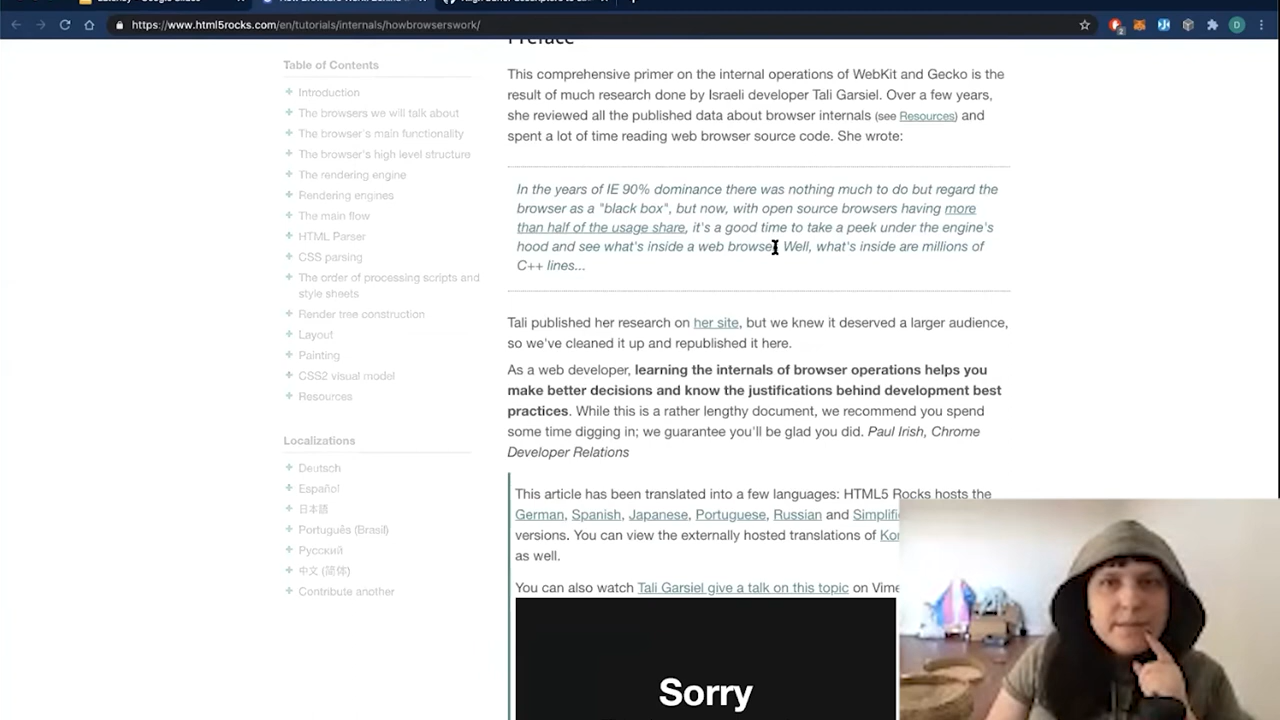 https://www.html5rocks.com/en/tutorials/internals/howbrowserswork/
2
D
Preface
Table of Contents
Introduction
The browsers we will talk about
The browser's main functionality
The browser's high level structure
The rendering engine
Rendering engines
The main flow
HTML Parser
CSS parsing
The order of processing scripts and
style sheets
Render tree construction
Layout
Painting
CSS2 visual model
Resources
Localizations
Deutsch
Español
日本語
Português (Brasil)
Русский
中文 (简体)
Contribute another
This comprehensive primer on the internal operations of WebKit and Gecko is the
result of much research done by Israeli developer Tali Garsiel. Over a few years,
she reviewed all the published data about browser internals (see Resources) and
spent a lot of time reading web browser source code. She wrote:
In the years of IE 90% dominance there was nothing much to do but regard the
browser as a "black box", but now, with open source browsers having more
than half of the usage share, it's a good time to take a peek under the engine's
hood and see what's inside a web browser. Well, what's inside are millions of
C++ lines...
Tali published her research on her site, but we knew it deserved a larger audience,
so we've cleaned it up and republished it here.
As a web developer, learning the internals of browser operations helps you
make better decisions and know the justifications behind development best
practices. While this is a rather lengthy document, we recommend you spend
some time digging in; we guarantee you'll be glad you did. Paul Irish, Chrome
Developer Relations
This article has been translated into a few languages: HTML5 Rocks hosts the
German, Spanish, Japanese, Portuguese, Russian and Simplifi
versions. You can view the externally hosted translations of Ko
as well.
You can also watch Tali Garsiel give a talk on this topic on Vime
Sorry